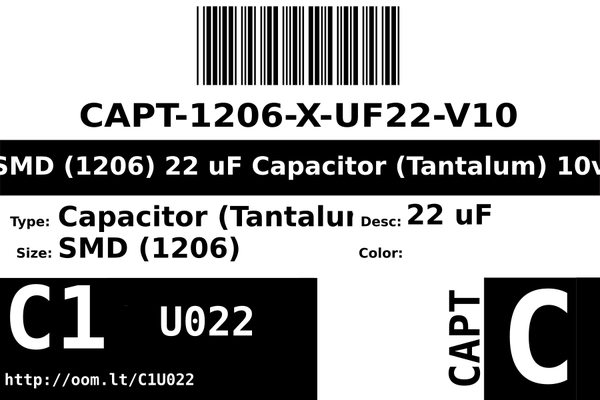 CAPT-1206-X-UF22-V10
SMD (1206) 22 uF Capacitor (Tantalum) 10v
Type: Capacitor (Tantalum Desc: 22 uF
Size: SMD (1206) Color:
C1 U022
CAPT C
http://oom.lt/C1U022